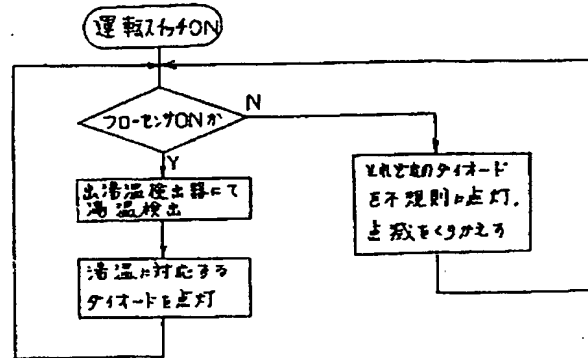 運転スイッチON
フローセンサONか
N
Y
出湯温検出器にて
湯温検出
湯温に対応する
ダイオードを点灯
それぞれのダイオード
を不規則に点灯,
点滅をくりかえす